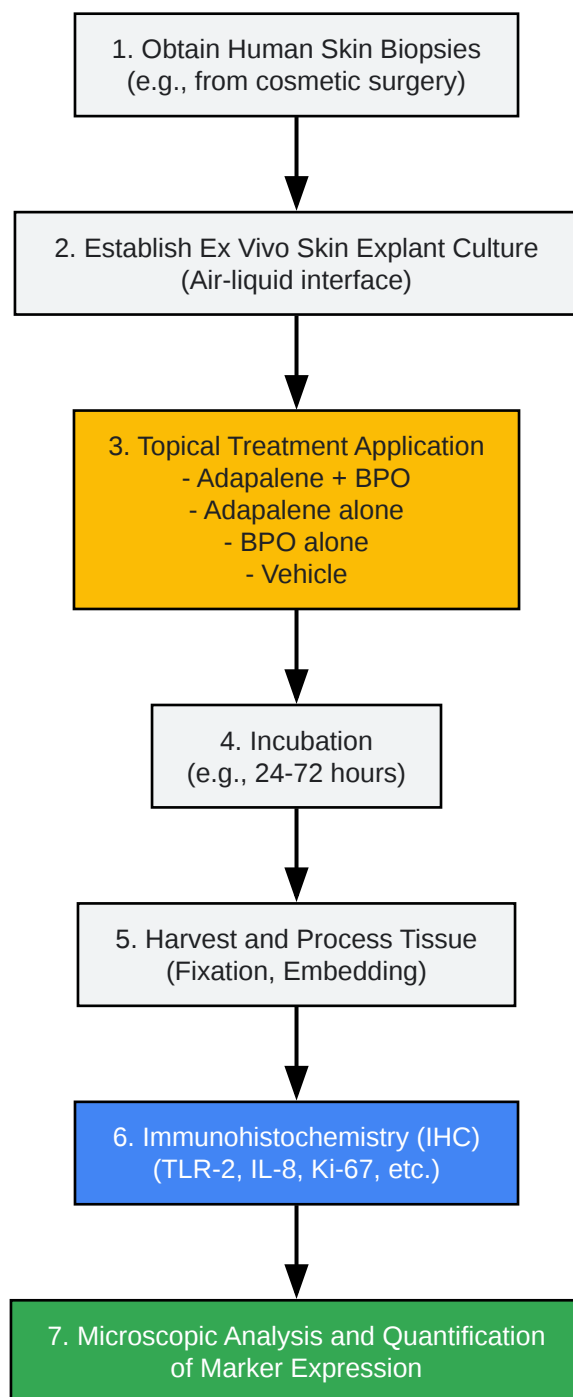 1. Obtain Human Skin Biopsies
(e.g., from cosmetic surgery)
2. Establish Ex Vivo Skin Explant Culture
(Air-liquid interface)
3. Topical Treatment Application
- Adapalene + BPO
- Adapalene alone
- BPO alone
- Vehicle
4. Incubation
(e.g., 24-72 hours)
5. Harvest and Process Tissue
(Fixation, Embedding)
6. Immunohistochemistry (IHC)
(TLR-2, IL-8, Ki-67, etc.)
7. Microscopic Analysis and Quantification
of Marker Expression